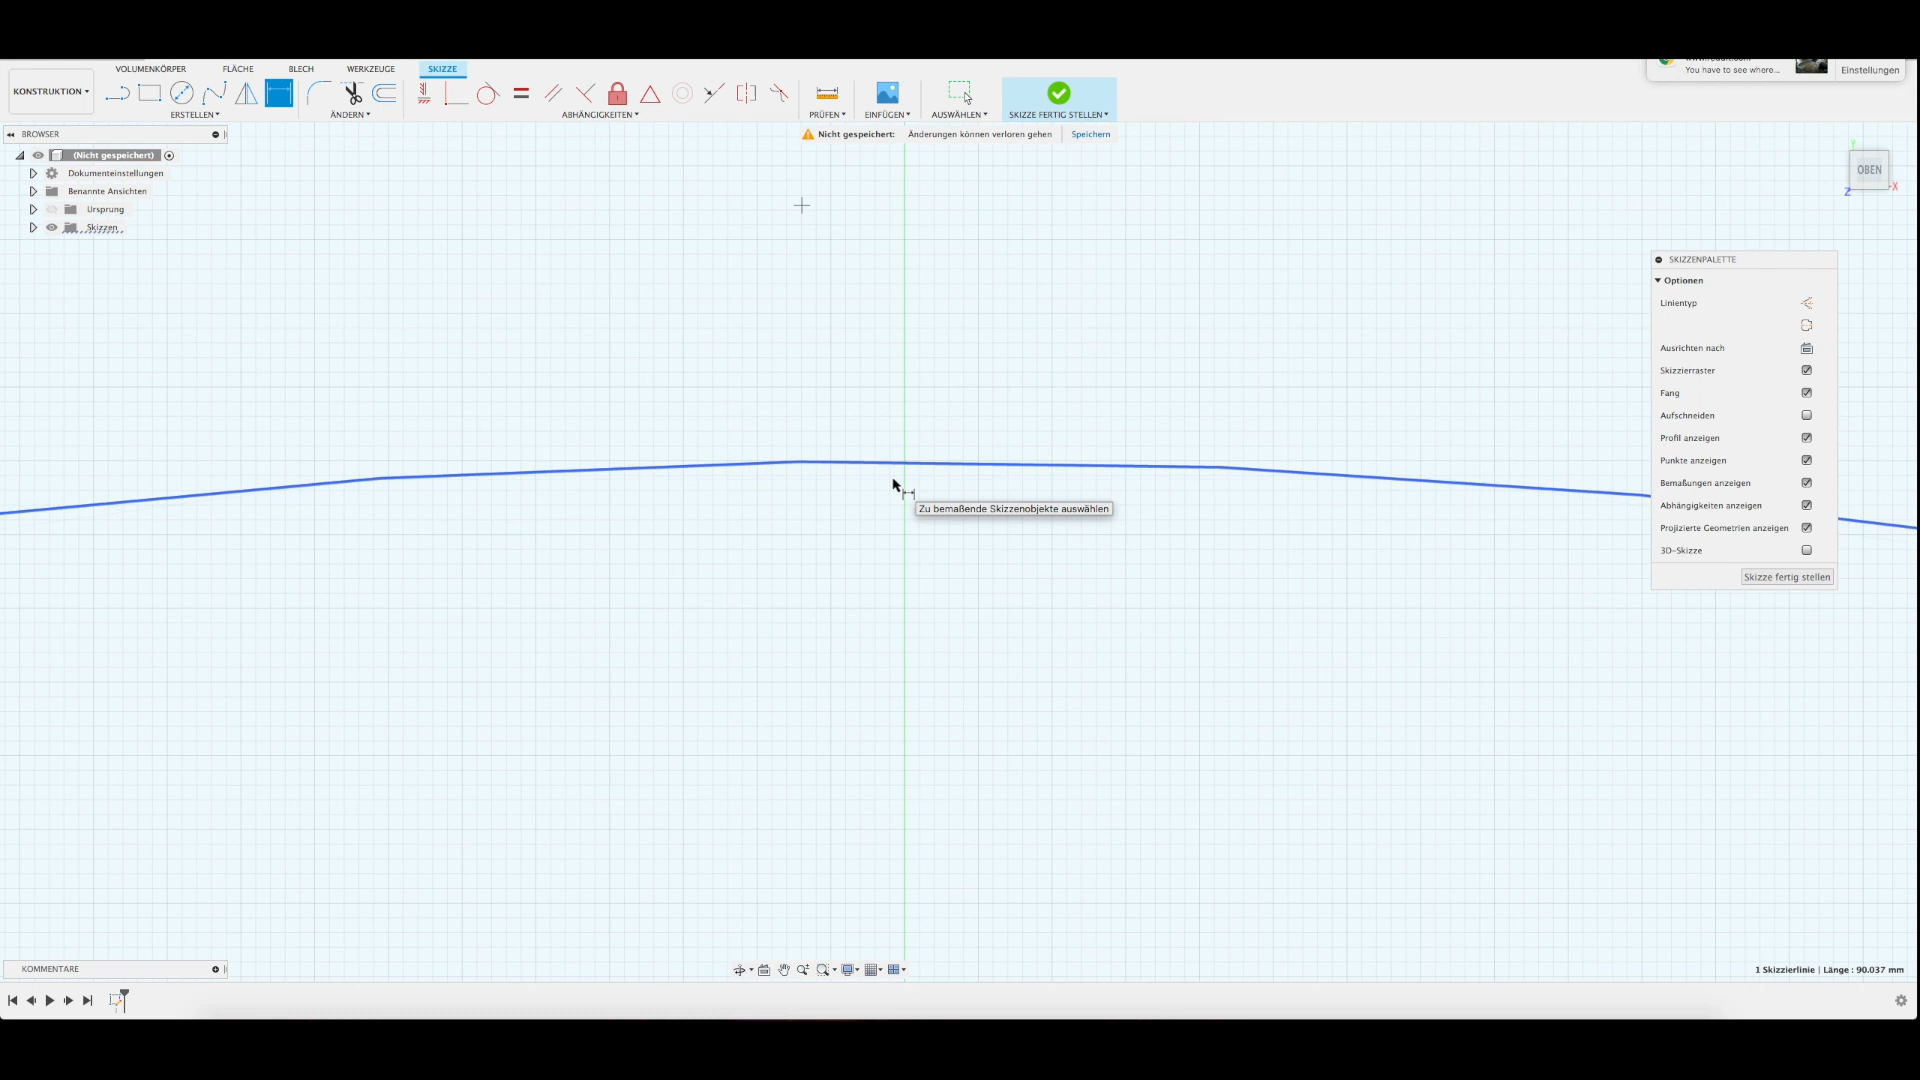 VOLUMENKÖRPER FLÄCHE BLECH WERKZEUGE SKIZZE
You have to see where... Einstellungen
KONSTRUKTION
ERSTELLEN ÄNDERN ABHÄNGIGKEITEN PRÜFEN EINFÜGEN AUSWÄHLEN SKIZZE FERTIG STELLEN
BROWSER
Nicht gespeichert: Änderungen können verloren gehen Speichern
(Nicht gespeichert)
Dokumenteinstellungen
Benannte Ansichten
Ursprung
Skizzen
Y
OBEN
X
Z
SKIZZENPALETTE
Optionen
Linientyp
Ausrichten nach
Skizzierraster
Fang
Aufschneiden
Profil anzeigen
Punkte anzeigen
Bemaßungen anzeigen
Abhängigkeiten anzeigen
Projizierte Geometrien anzeigen
3D-Skizze
Skizze fertig stellen
Zu bemaßende Skizzenobjekte auswählen
KOMMENTARE
1 Skizzierlinie | Länge : 90.037 mm